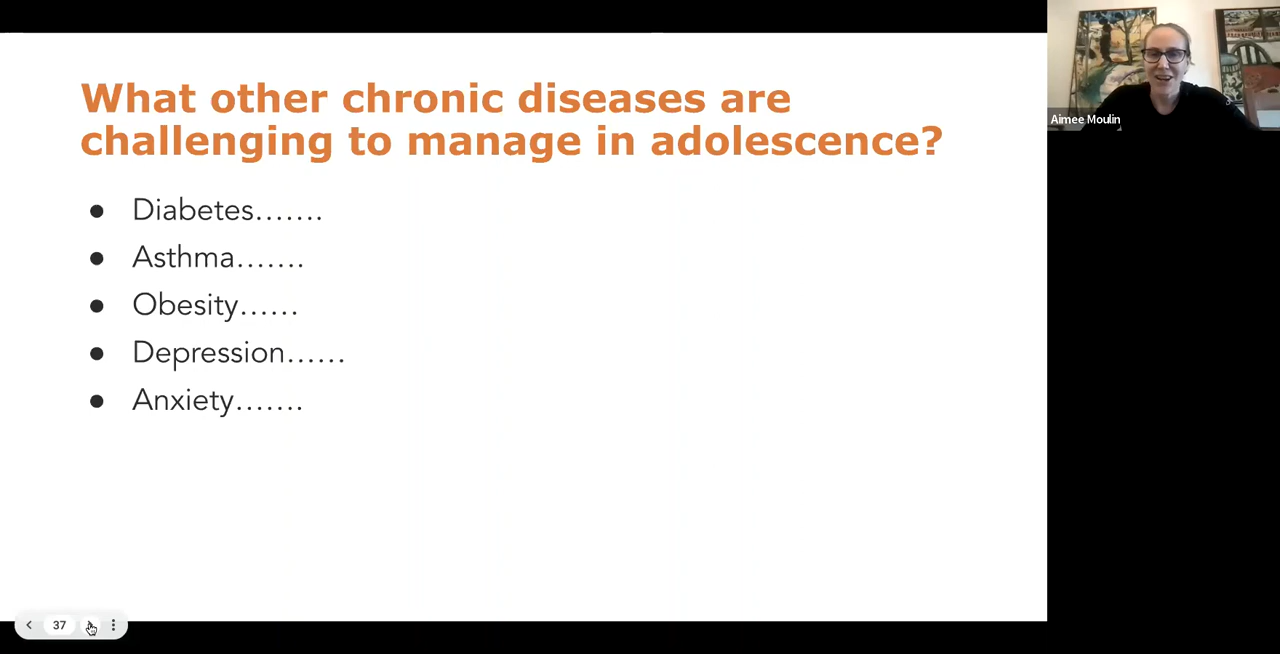 What other chronic diseases are
challenging to manage in adolescence?
● Diabetes.......
● Asthma.......
● Obesity......
● Depression......
● Anxiety.......
Aimee Moulin
37